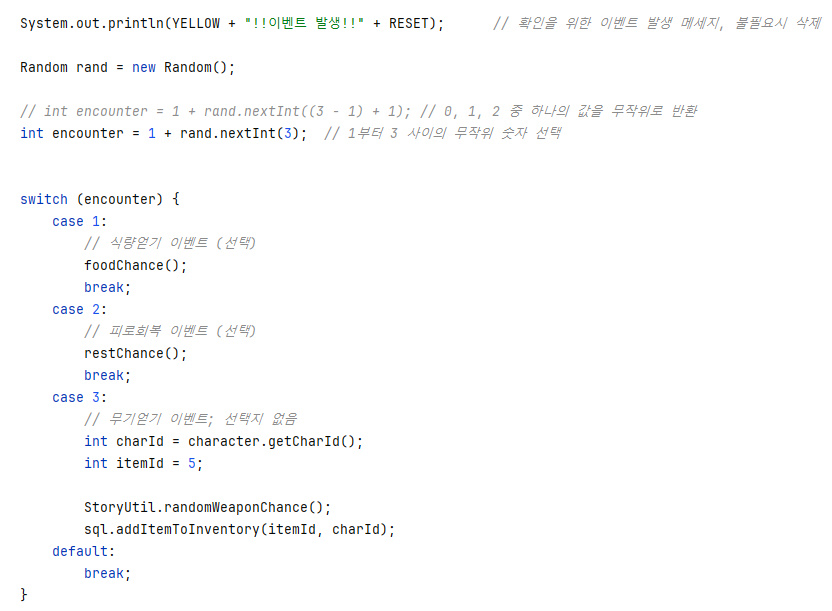 System.out.println(YELLOW + "!!이벤트 발생!!" + RESET);      // 확인을 위한 이벤트 발생 메세지, 불필요시 삭제
Random rand = new Random();
// int encounter = 1 + rand.nextInt((3 - 1) + 1); // 0, 1, 2 중 하나의 값을 무작위로 반환
int encounter = 1 + rand.nextInt(3);  // 1부터 3 사이의 무작위 숫자 선택
switch (encounter) {
    case 1:
        // 식량얻기 이벤트 (선택)
        foodChance();
        break;
    case 2:
        // 피로회복 이벤트 (선택)
        restChance();
        break;
    case 3:
        // 무기얻기 이벤트; 선택지 없음
        int charId = character.getCharId();
        int itemId = 5;
        StoryUtil.randomWeaponChance();
        sql.addItemToInventory(itemId, charId);
    default:
        break;
}